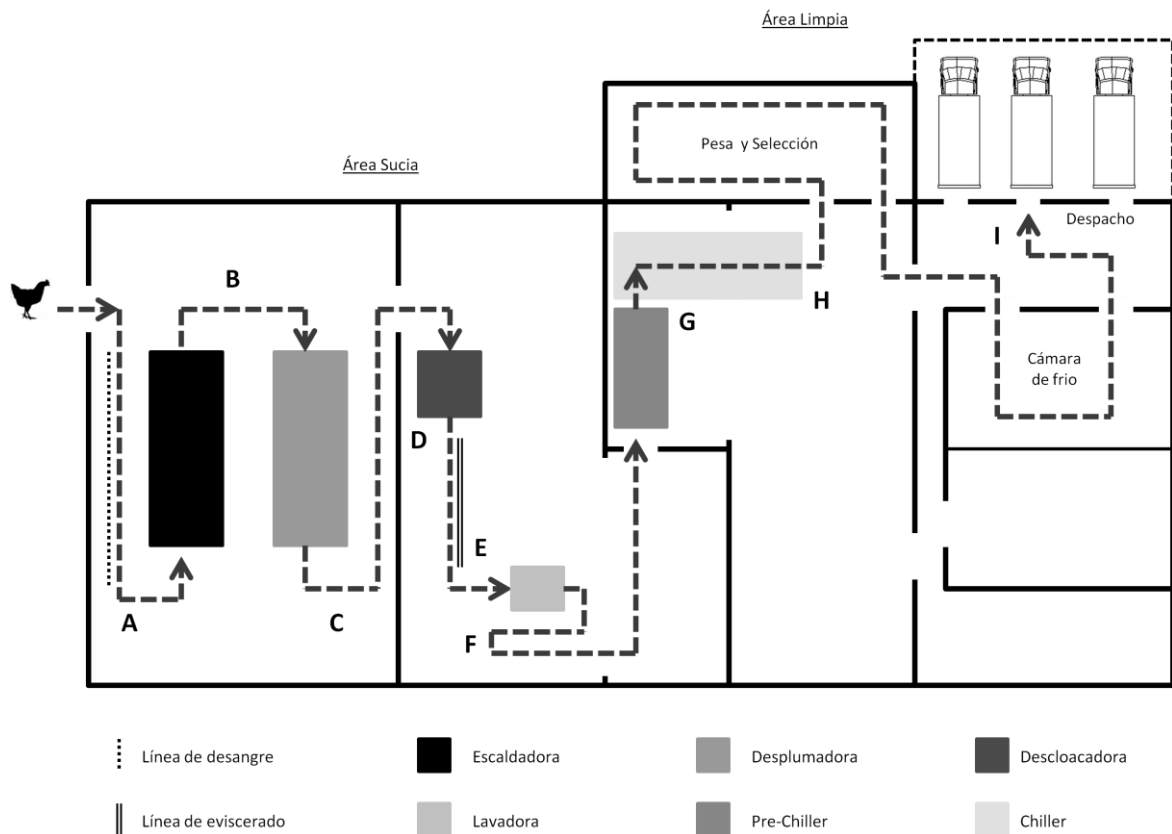 Área Limpia
Pesa y Selección
Área Sucia
Despacho
I
B
H
G
Cámara
de frio
D
E
A
C
F
Línea de desangre
Escaldadora
Desplumadora
Descloacadora
Línea de eviscerado
Lavadora
Pre-Chiller
Chiller